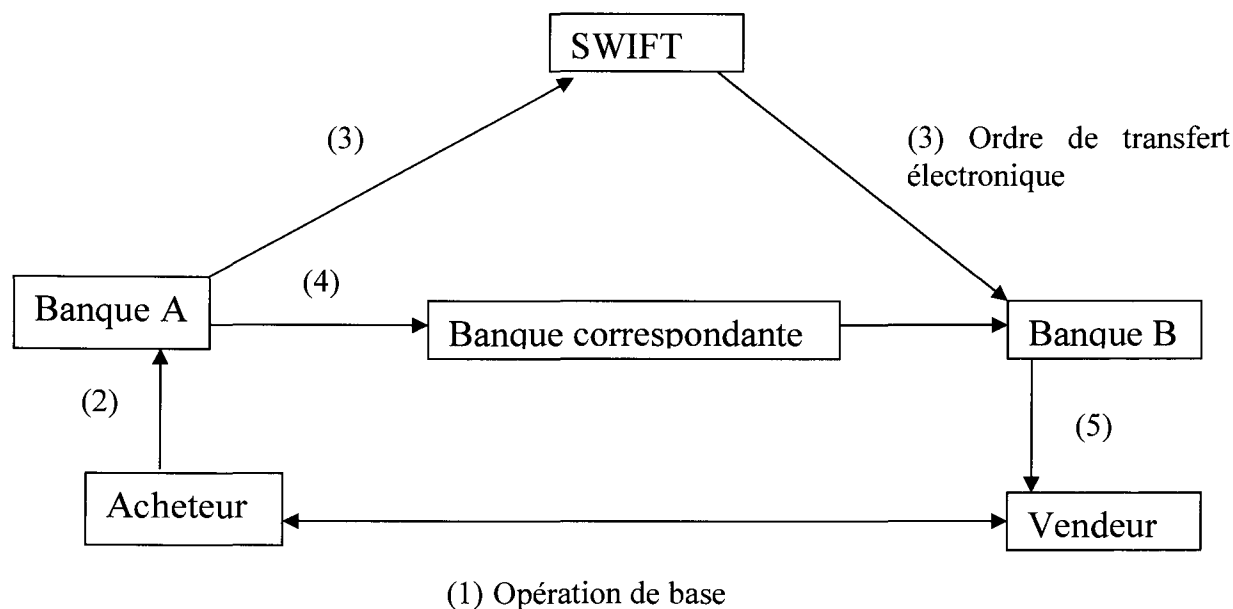 SWIFT
(3)
(3) Ordre de transfert
électronique
Banque A
(4)
Banque correspondante
Banque B
(2)
(5)
Acheteur
Vendeur
(1) Opération de base